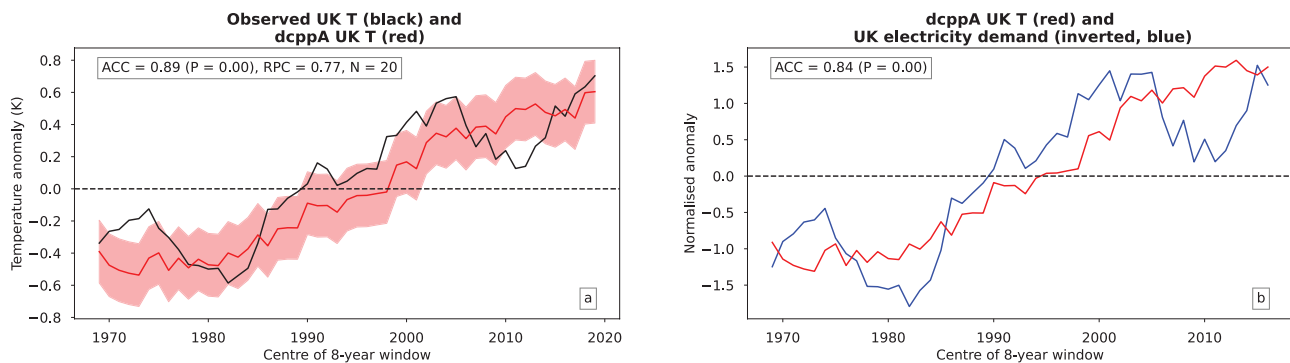 Observed UK T (black) and
dcppA UK T (red)
ACC = 0.89 (P = 0.00), RPC = 0.77, N = 20
Temperature anomaly (K)
0.8
0.6
0.4
0.2
0.0
−0.2
−0.4
−0.6
−0.8
a
1970
1980
1990
2000
2010
2020
Centre of 8-year window
dcppA UK T (red) and
UK electricity demand (inverted, blue)
ACC = 0.84 (P = 0.00)
Normalised anomaly
1.5
1.0
0.5
0.0
−0.5
−1.0
−1.5
b
1970
1980
1990
2000
2010
Centre of 8-year window